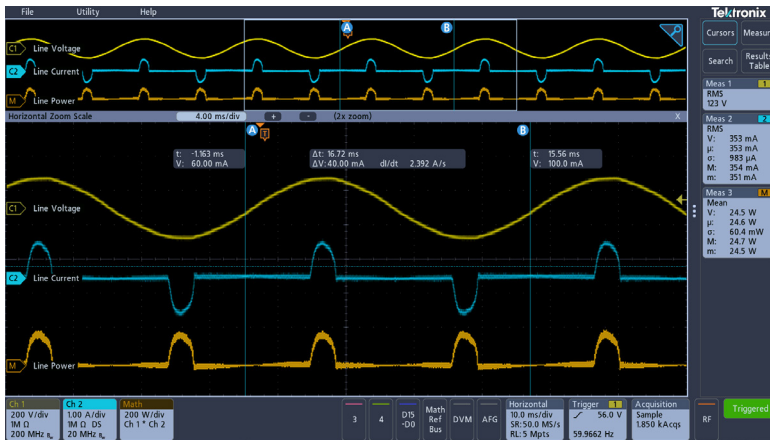 File Utility Help
Tektronix
C1 Line Voltage
C2 Line Current
M Line Power
A
B
Cursors Measur
Search Results Table
Horizontal Zoom Scale 4.00 ms/div + - (2x zoom) X
A T B
t: -1.163 ms
V: 60.00 mA
Δt: 16.72 ms
ΔV: 40.00 mA dI/dt 2.392 A/s
t: 15.56 ms
V: 100.0 mA
C1 Line Voltage
C2 Line Current
M Line Power
Meas 1 1
RMS
123 V
Meas 2 2
RMS
V: 353 mA
μ: 353 mA
σ: 983 μA
M: 354 mA
m: 351 mA
Meas 3 M
Mean
V: 24.5 W
μ: 24.6 W
σ: 60.4 mW
M: 24.7 W
m: 24.5 W
Ch 1
200 V/div
1M Ω
200 MHz
Ch 2
1.00 A/div
1M Ω DS
20 MHz
Math
200 W/div
Ch 1 * Ch 2
3
4
D15
-D0
Math
Ref
Bus
DVM
AFG
Horizontal
10.0 ms/div
SR: 50.0 MS/s
RL: 5 Mpts
Trigger 1
56.0 V
59.9662 Hz
Acquisition
Sample
1.850 kAcqs
RF
Triggered